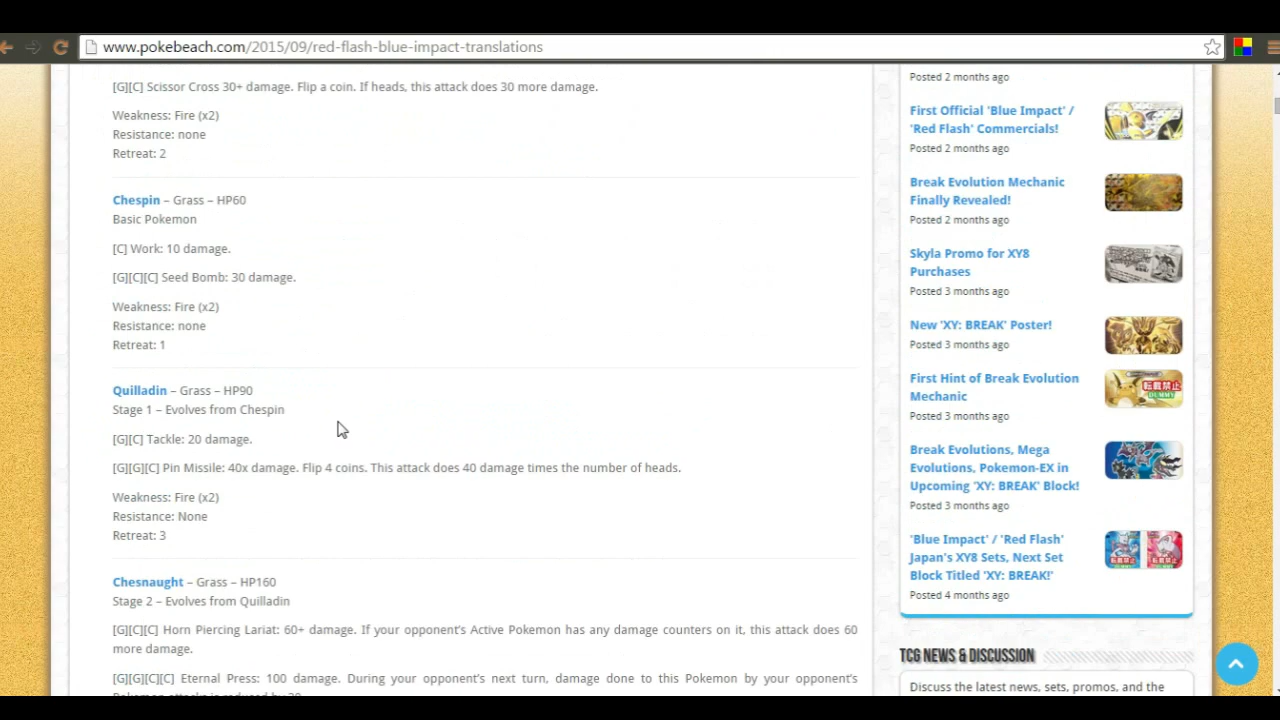 www.pokebeach.com/2015/09/red-flash-blue-impact-translations
[G][C] Scissor Cross 30+ damage. Flip a coin. If heads, this attack does 30 more damage.
Weakness: Fire (x2)
Resistance: none
Retreat: 2
Chespin – Grass – HP60
Basic Pokemon
[C] Work: 10 damage.
[G][C][C] Seed Bomb: 30 damage.
Weakness: Fire (x2)
Resistance: none
Retreat: 1
Quilladin – Grass – HP90
Stage 1 – Evolves from Chespin
[G][C] Tackle: 20 damage.
[G][G][C] Pin Missile: 40x damage. Flip 4 coins. This attack does 40 damage times the number of heads.
Weakness: Fire (x2)
Resistance: None
Retreat: 3
Chesnaught – Grass – HP160
Stage 2 – Evolves from Quilladin
[G][C][C] Horn Piercing Lariat: 60+ damage. If your opponent's Active Pokemon has any damage counters on it, this attack does 60
more damage.
[G][G][C][C] Eternal Press: 100 damage. During your opponent's next turn, damage done to this Pokemon by your opponent's
Posted 2 months ago
First Official 'Blue Impact' /
'Red Flash' Commercials!
Posted 2 months ago
Break Evolution Mechanic
Finally Revealed!
Posted 2 months ago
Skyla Promo for XY8
Purchases
Posted 3 months ago
New 'XY: BREAK' Poster!
Posted 3 months ago
First Hint of Break Evolution
Mechanic
Posted 3 months ago
Break Evolutions, Mega
Evolutions, Pokemon-EX in
Upcoming 'XY: BREAK' Block!
Posted 3 months ago
'Blue Impact' / 'Red Flash'
Japan's XY8 Sets, Next Set
Block Titled 'XY: BREAK!'
Posted 4 months ago
TCG NEWS & DISCUSSION
Discuss the latest news, sets, promos, and the